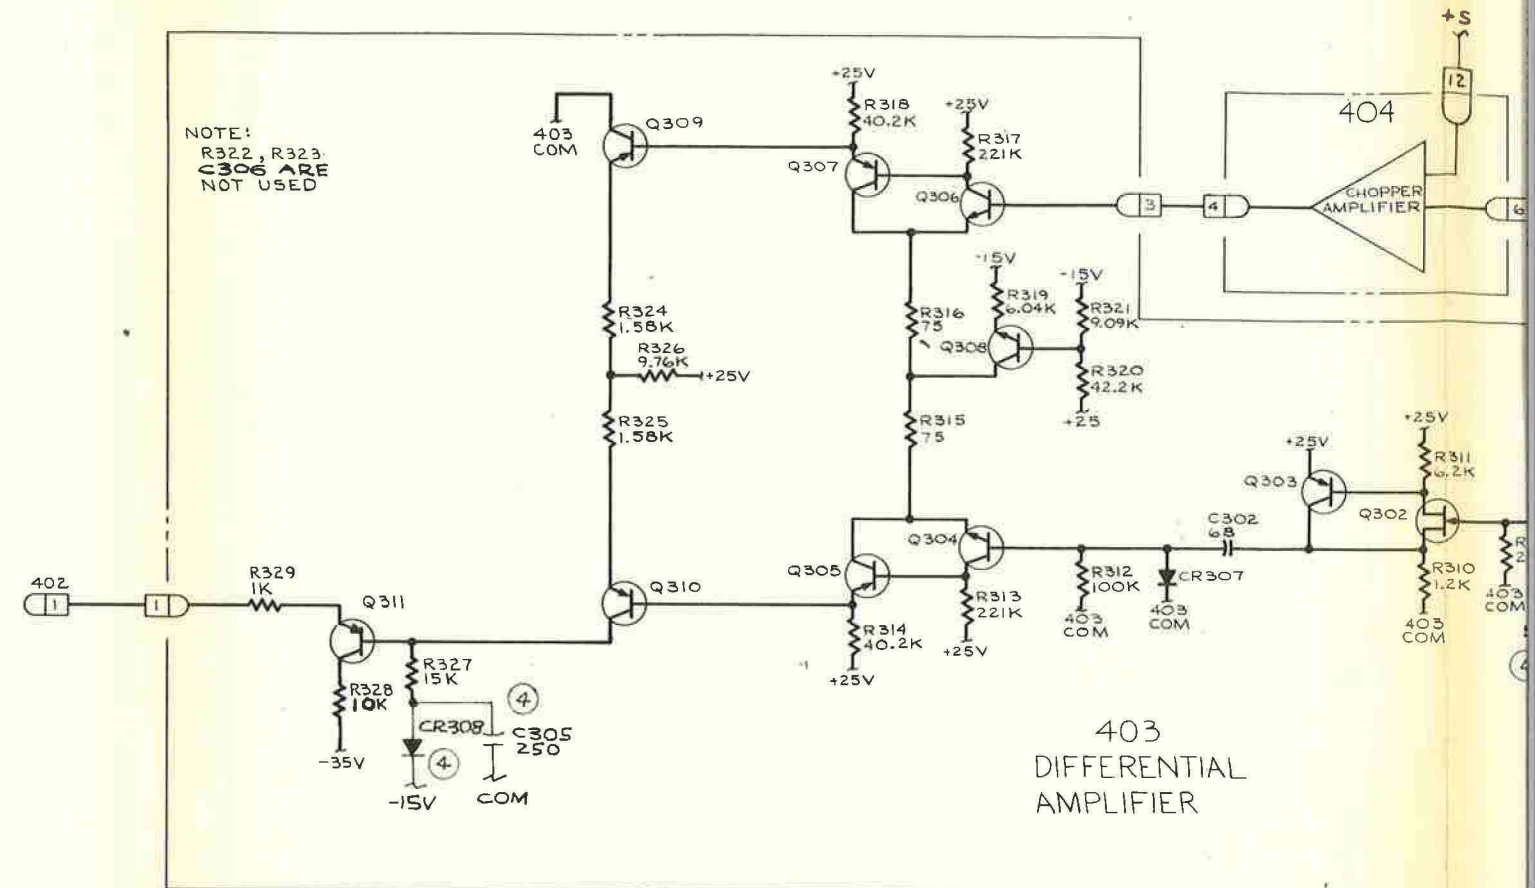 +S
12
404
CHOPPER
AMPLIFIER
6
4
3
NOTE:
R322, R323
C306 ARE
NOT USED
403
COM
Q309
+25V
R318
40.2K
+25V
R317
221K
Q307
Q306
R324
1.58K
R326
9.76K
+25V
R325
1.58K
R316
75
-15V
R319
6.04K
Q308
-15V
R321
9.09K
R320
42.2K
+25
R315
75
+25V
R311
6.2K
+25V
Q303
Q302
C302
68
Q304
Q305
R312
100K
403
COM
CR307
403
COM
R310
1.2K
403
COM
R
2
403
COM
R313
221K
+25V
R314
40.2K
+25V
402
1
1
R329
1K
Q311
Q310
R327
15K
R328
10K
-35V
CR308
4
C305
250
4
-15V
COM
4
403
DIFFERENTIAL
AMPLIFIER